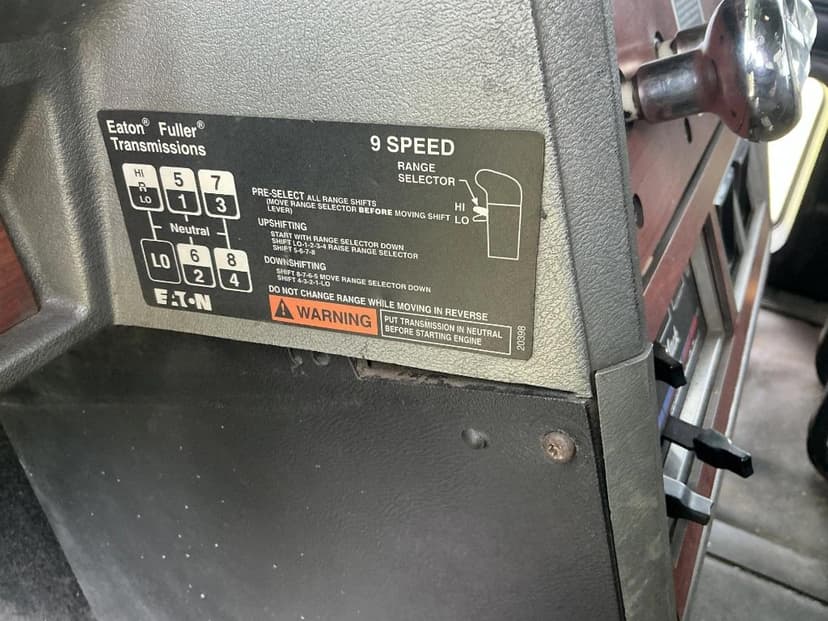 Eaton® Fuller®
Transmissions
9 SPEED
HI
R
LO
5
1
7
3
Neutral
LO
6
2
8
4
EATON
RANGE
SELECTOR
HI
LO
PRE-SELECT ALL RANGE SHIFTS
(MOVE RANGE SELECTOR BEFORE MOVING SHIFT
LEVER)
UPSHIFTING
START WITH RANGE SELECTOR DOWN
SHIFT LO-1-2-3-4 RAISE RANGE SELECTOR
SHIFT 5-6-7-8
DOWNSHIFTING
SHIFT 8-7-6-5 MOVE RANGE SELECTOR DOWN
SHIFT 4-3-2-1-LO
DO NOT CHANGE RANGE WHILE MOVING IN REVERSE
WARNING
PUT TRANSMISSION IN NEUTRAL
BEFORE STARTING ENGINE
20398